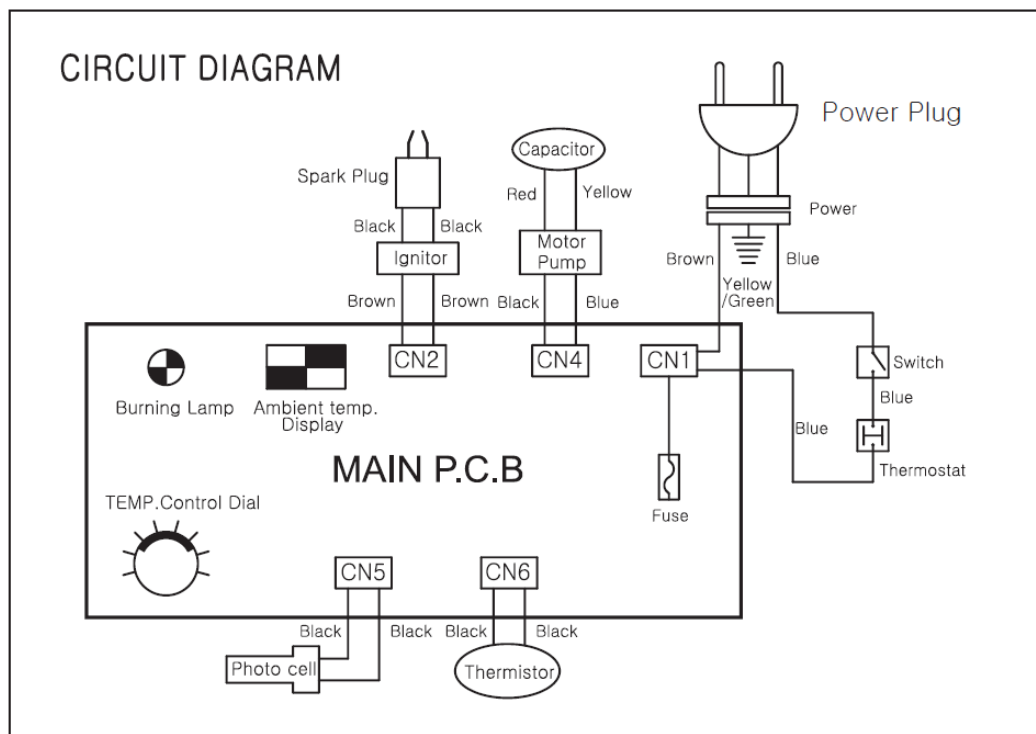 CIRCUIT DIAGRAM
Power Plug
Capacitor
Spark Plug
Red
Yellow
Power
Black
Black
Ignitor
Motor
Pump
Brown
Blue
Yellow
/Green
Brown
Brown
Black
Blue
CN2
CN4
CN1
Switch
Blue
Burning Lamp
Ambient temp.
Display
Blue
Thermostat
MAIN P.C.B
TEMP.Control Dial
Fuse
CN5
CN6
Black
Black
Black
Black
Photo cell
Thermistor